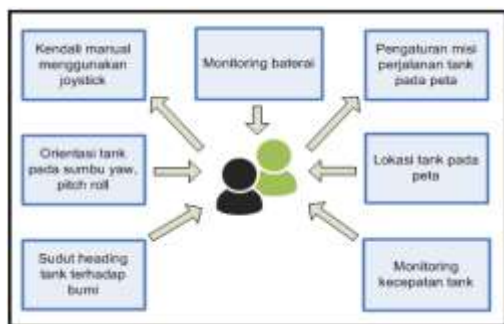 Kendali manual
menggunakan
joystick
Monitoring baterai
Pengaturan misi
perjalanan tank
pada peta
Orientasi tank
pada sumbu yaw,
pitch roll
Lokasi tank pada
peta
Sudut heading
tank terhadap
bumi
Monitoring
kecepatan tank